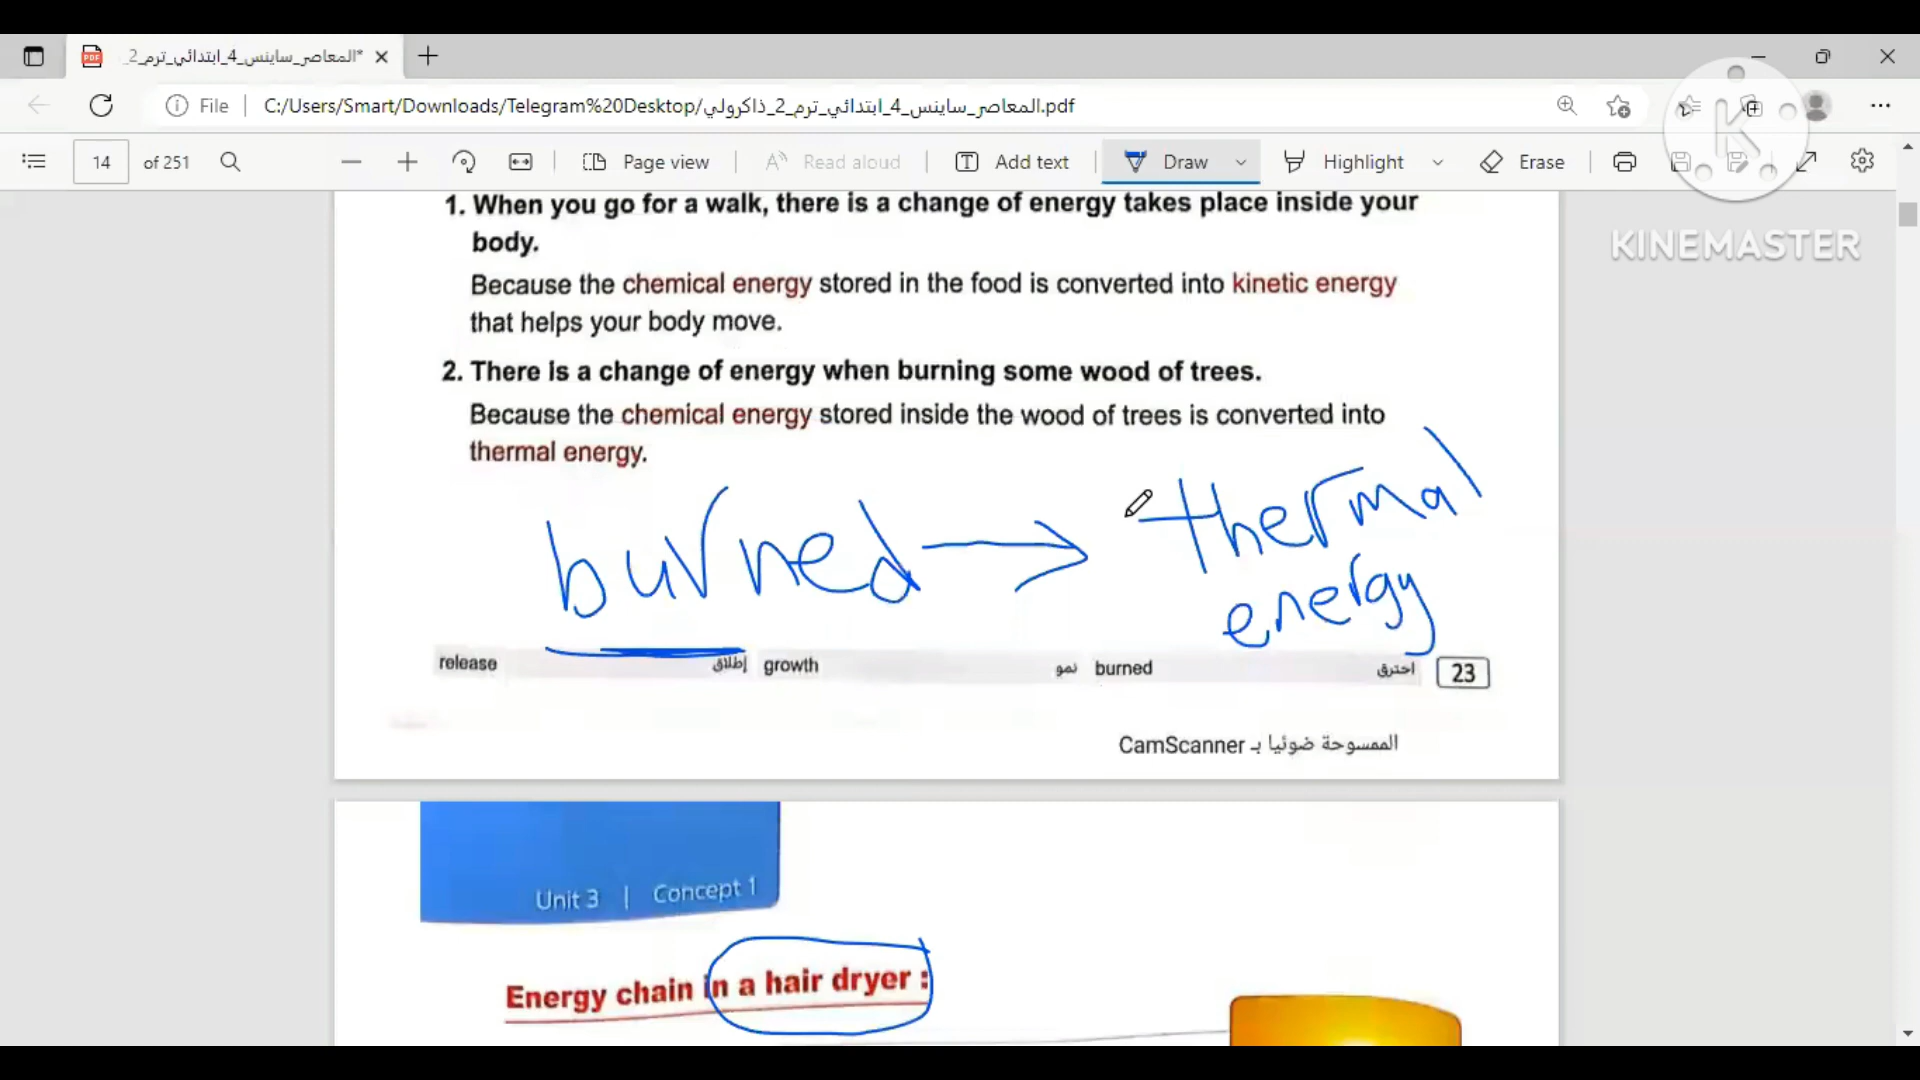 المعاصر_ساينس_4_ابتدائي_ترم_2_*
File C:/Users/Smart/Downloads/Telegram%20Desktop/المعاصر_ساينس_4_ابتدائي_ترم_2_ذاكرولي.pdf
14 of 251 Page view Read aloud Add text Draw Highlight Erase
KINEMASTER
1. When you go for a walk, there is a change of energy takes place inside your
body.
Because the chemical energy stored in the food is converted into kinetic energy
that helps your body move.
2. There is a change of energy when burning some wood of trees.
Because the chemical energy stored inside the wood of trees is converted into
thermal energy.
burned → thermal
energy
release إطلاق growth نمو burned احترق 23
الممسوحة ضوئيا بـ CamScanner
Unit 3 | Concept 1
Energy chain in a hair dryer :